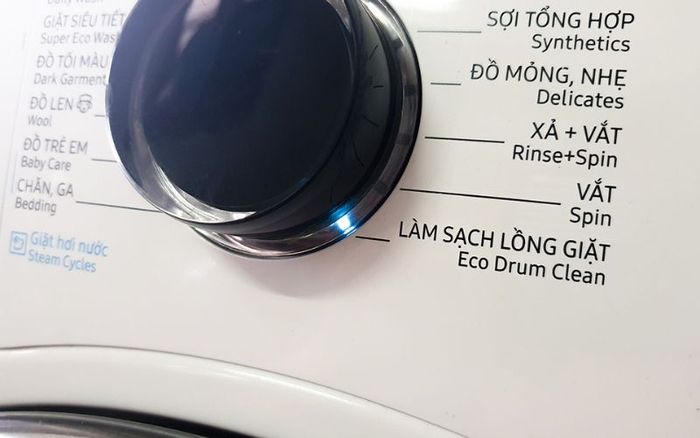 Daily Wash
GIẶT SIÊU TIẾT
Super Eco Wash
ĐỒ TỐI MÀU
Dark Garment
ĐỒ LEN
Wool
ĐỒ TRẺ EM
Baby Care
CHĂN, GA
Bedding
Giặt hơi nước
Steam Cycles
SỢI TỔNG HỢP
Synthetics
ĐỒ MỎNG, NHẸ
Delicates
XẢ + VẮT
Rinse+Spin
VẮT
Spin
LÀM SẠCH LỒNG GIẶT
Eco Drum Clean